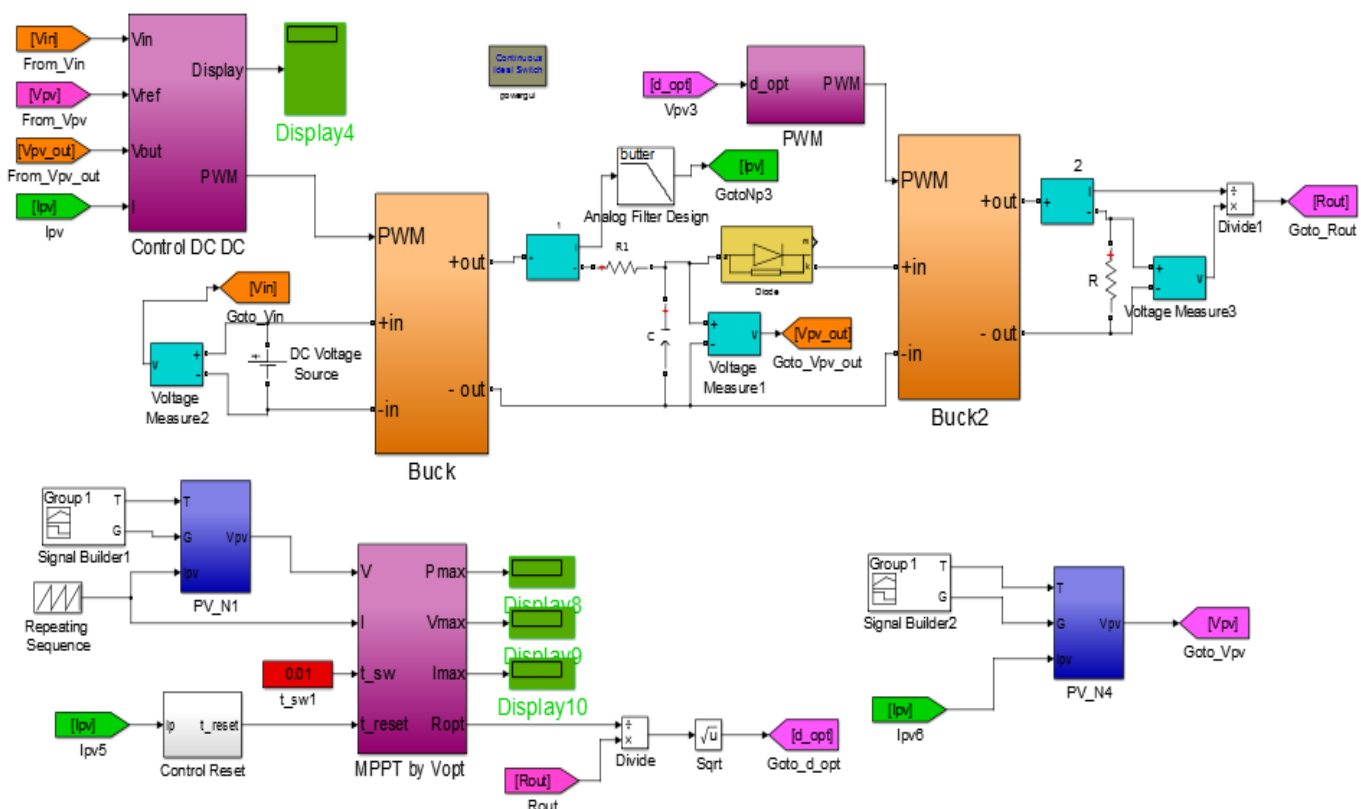 [Vin]
From_Vin
[Vpv]
From_Vpv
[Vpv_out]
From_Vpv_out
[Ipv]
Ipv
Vin
Vref
Vout
I
Display
PWM
Control DC DC
Display4
Continuous
Ideal Switch
powergui
[d_opt]
Vpv3
d_opt
PWM
PWM
butter
Analog Filter Design
[Ipv]
GotoNp3
PWM
+out
+in
- out
-in
Buck
[Vin]
Goto_Vin
v
+
-
Voltage
Measure2
DC Voltage
Source
1
+
I
-
R1
+
C
+
a
k
m
Diode
+
-
v
Voltage
Measure1
[Vpv_out]
Goto_Vpv_out
PWM
+out
+in
- out
-in
Buck2
2
+
I
-
R
+
+
-
v
Voltage Measure3
÷
×
Divide1
[Rout]
Goto_Rout
Group 1
T
G
Signal Builder1
T
G
Ipv
Vpv
PV_N1
Repeating
Sequence
0.01
t_sw1
[Ipv]
Ipv5
Ip
t_reset
Control Reset
V
I
t_sw
t_reset
Pmax
Vmax
Imax
Ropt
MPPT by Vopt
Display8
Display9
Display10
[Rout]
Rout
÷
×
Divide
√u
Sqrt
[d_opt]
Goto_d_opt
Group 1
T
G
Signal Builder2
[Ipv]
Ipv6
T
G
Ipv
Vpv
PV_N4
[Vpv]
Goto_Vpv